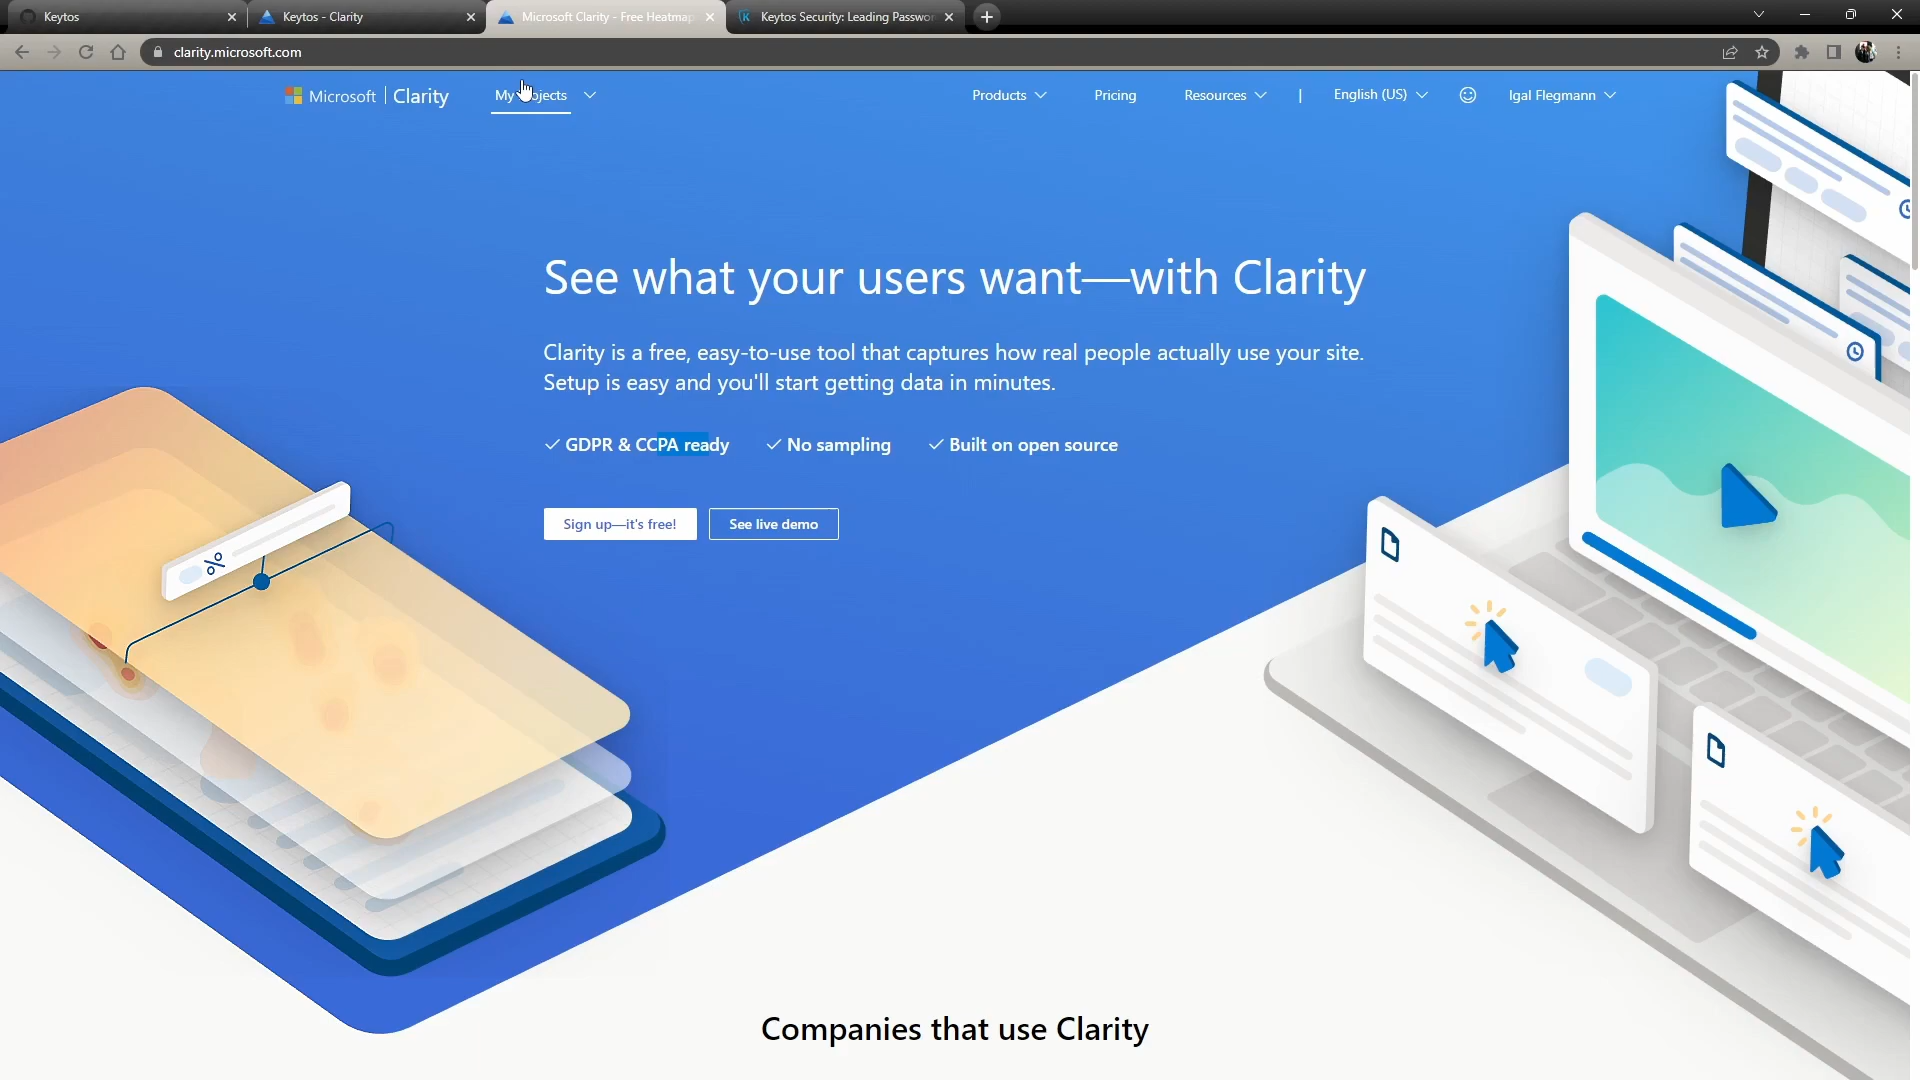 Keytos
Keytos - Clarity
Microsoft Clarity - Free Heatmap
Keytos Security: Leading Passwor
clarity.microsoft.com
Microsoft | Clarity
My Projects
Products
Pricing
Resources
|
English (US)
Igal Flegmann
See what your users want—with Clarity
Clarity is a free, easy-to-use tool that captures how real people actually use your site.
Setup is easy and you'll start getting data in minutes.
GDPR & CCPA ready
No sampling
Built on open source
Sign up—it's free!
See live demo
%
Companies that use Clarity